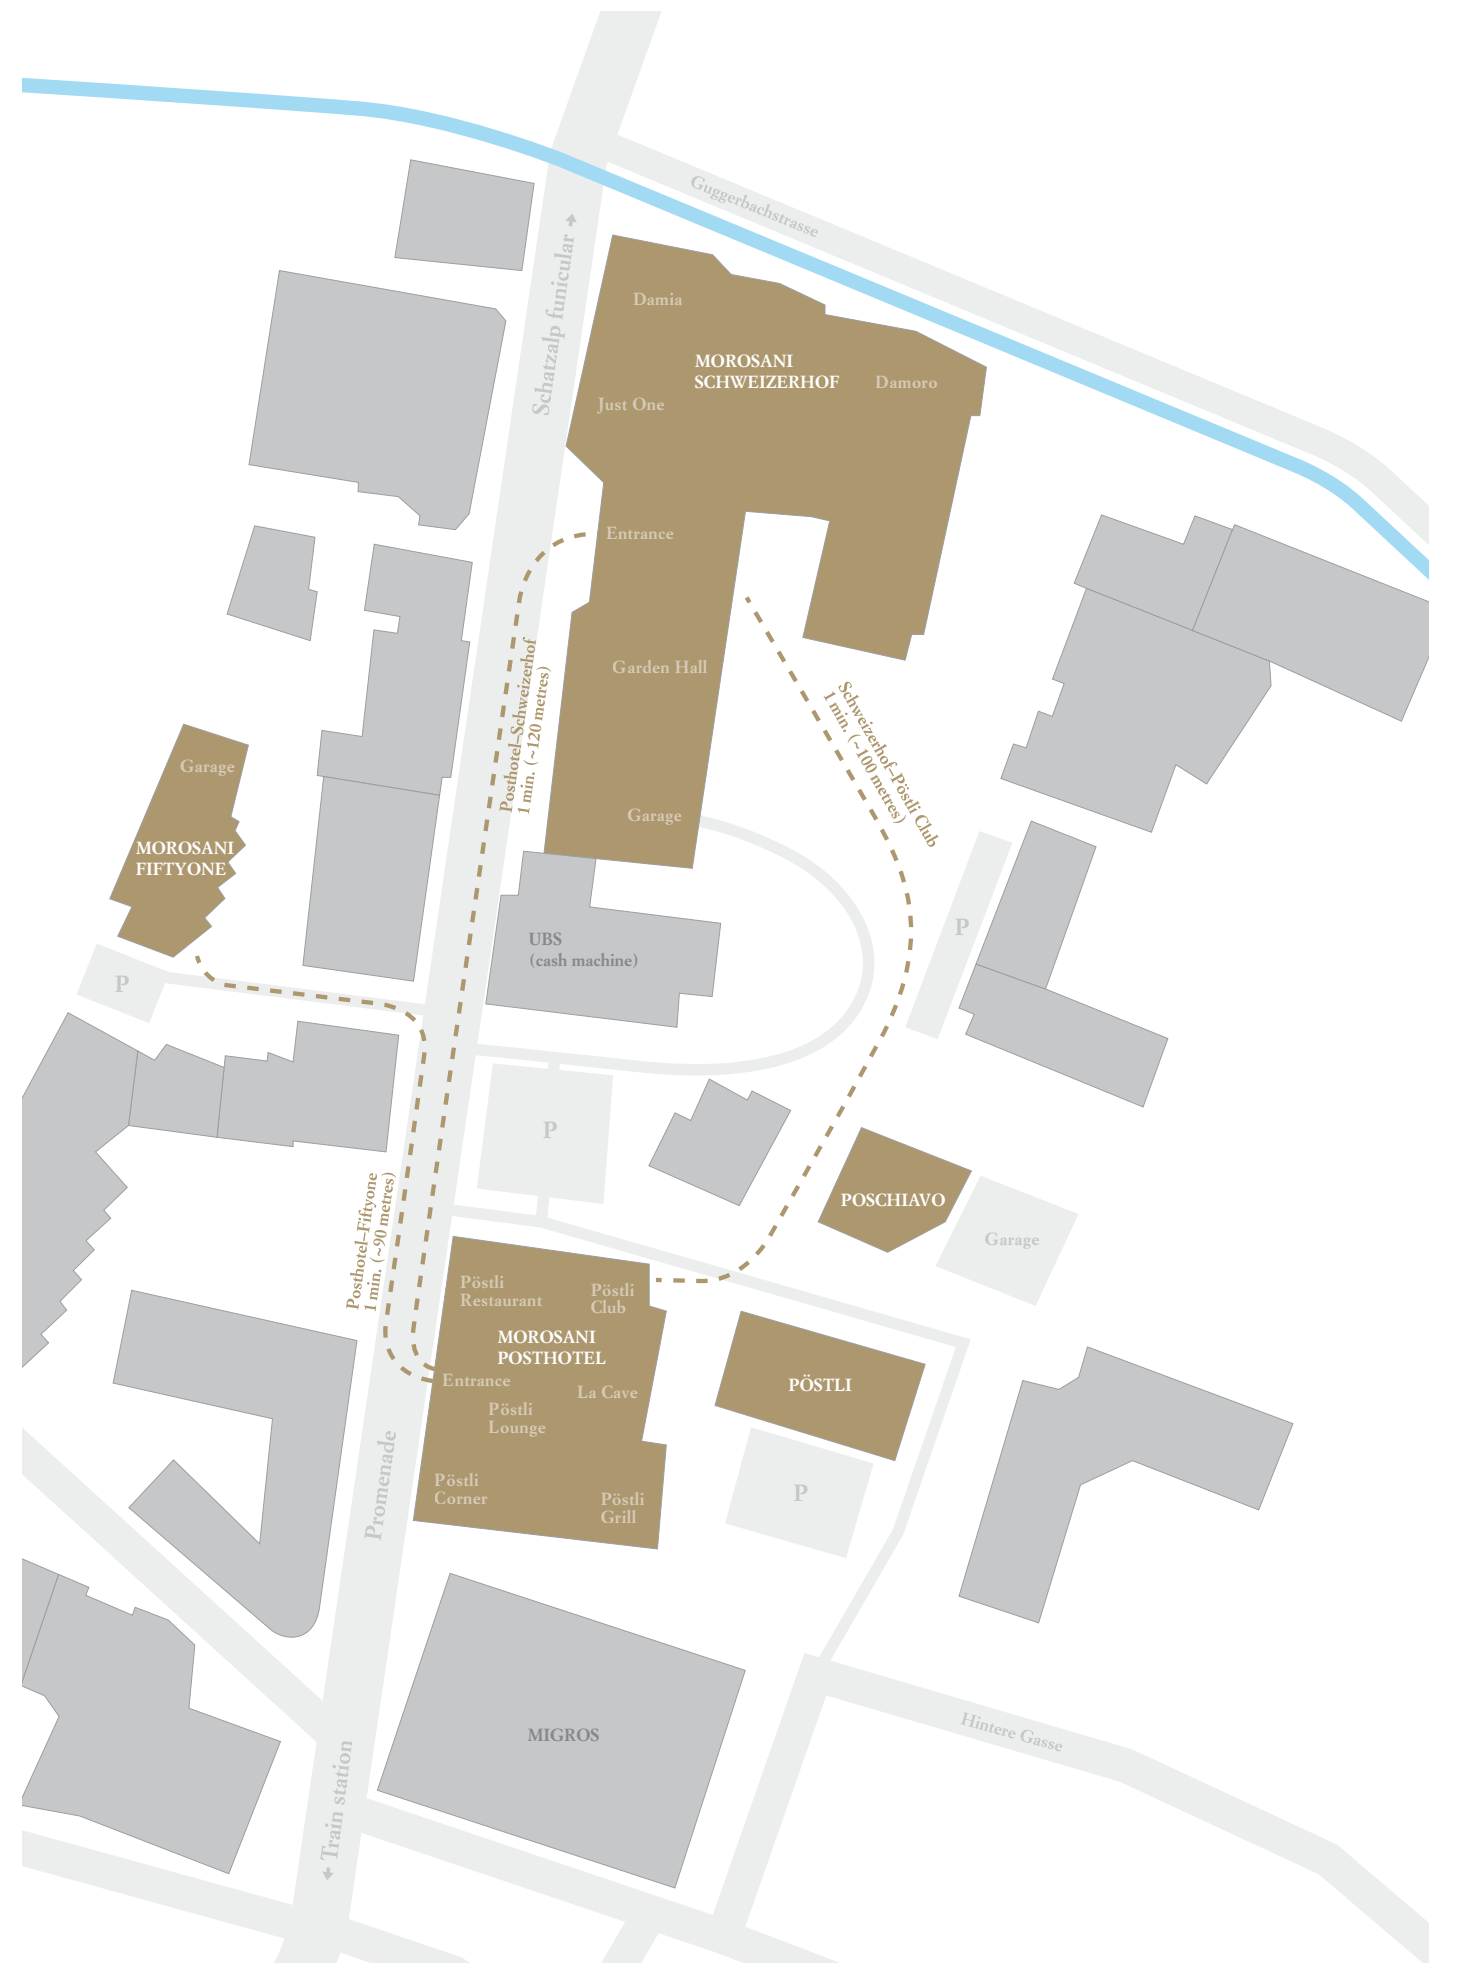 Guggerbachstrasse
Schatzalp funicular
Damia
MOROSANI
SCHWEIZERHOF
Damoro
Just One
Entrance
Garden Hall
Posthotel–Schweizerhof
1 min. (~120 metres)
Schweizerhof–Pöstli Club
1 min. (~100 metres)
Garage
MOROSANI
FIFTYONE
Garage
UBS
(cash machine)
P
P
P
Posthotel–Fiftyone
1 min. (~90 metres)
POSCHIAVO
Garage
Pöstli
Restaurant
Pöstli
Club
MOROSANI
POSTHOTEL
Entrance
La Cave
Pöstli
Lounge
PÖSTLI
Promenade
Pöstli
Corner
Pöstli
Grill
P
MIGROS
Hintere Gasse
Train station